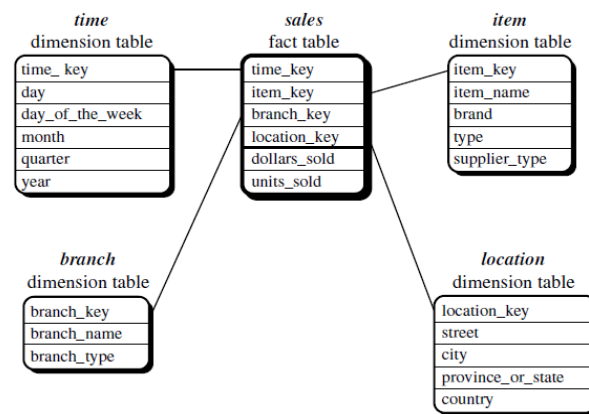 time
dimension table
time_ key
day
day_of_the_week
month
quarter
year
sales
fact table
time_key
item_key
branch_key
location_key
dollars_sold
units_sold
item
dimension table
item_key
item_name
brand
type
supplier_type
branch
dimension table
branch_key
branch_name
branch_type
location
dimension table
location_key
street
city
province_or_state
country